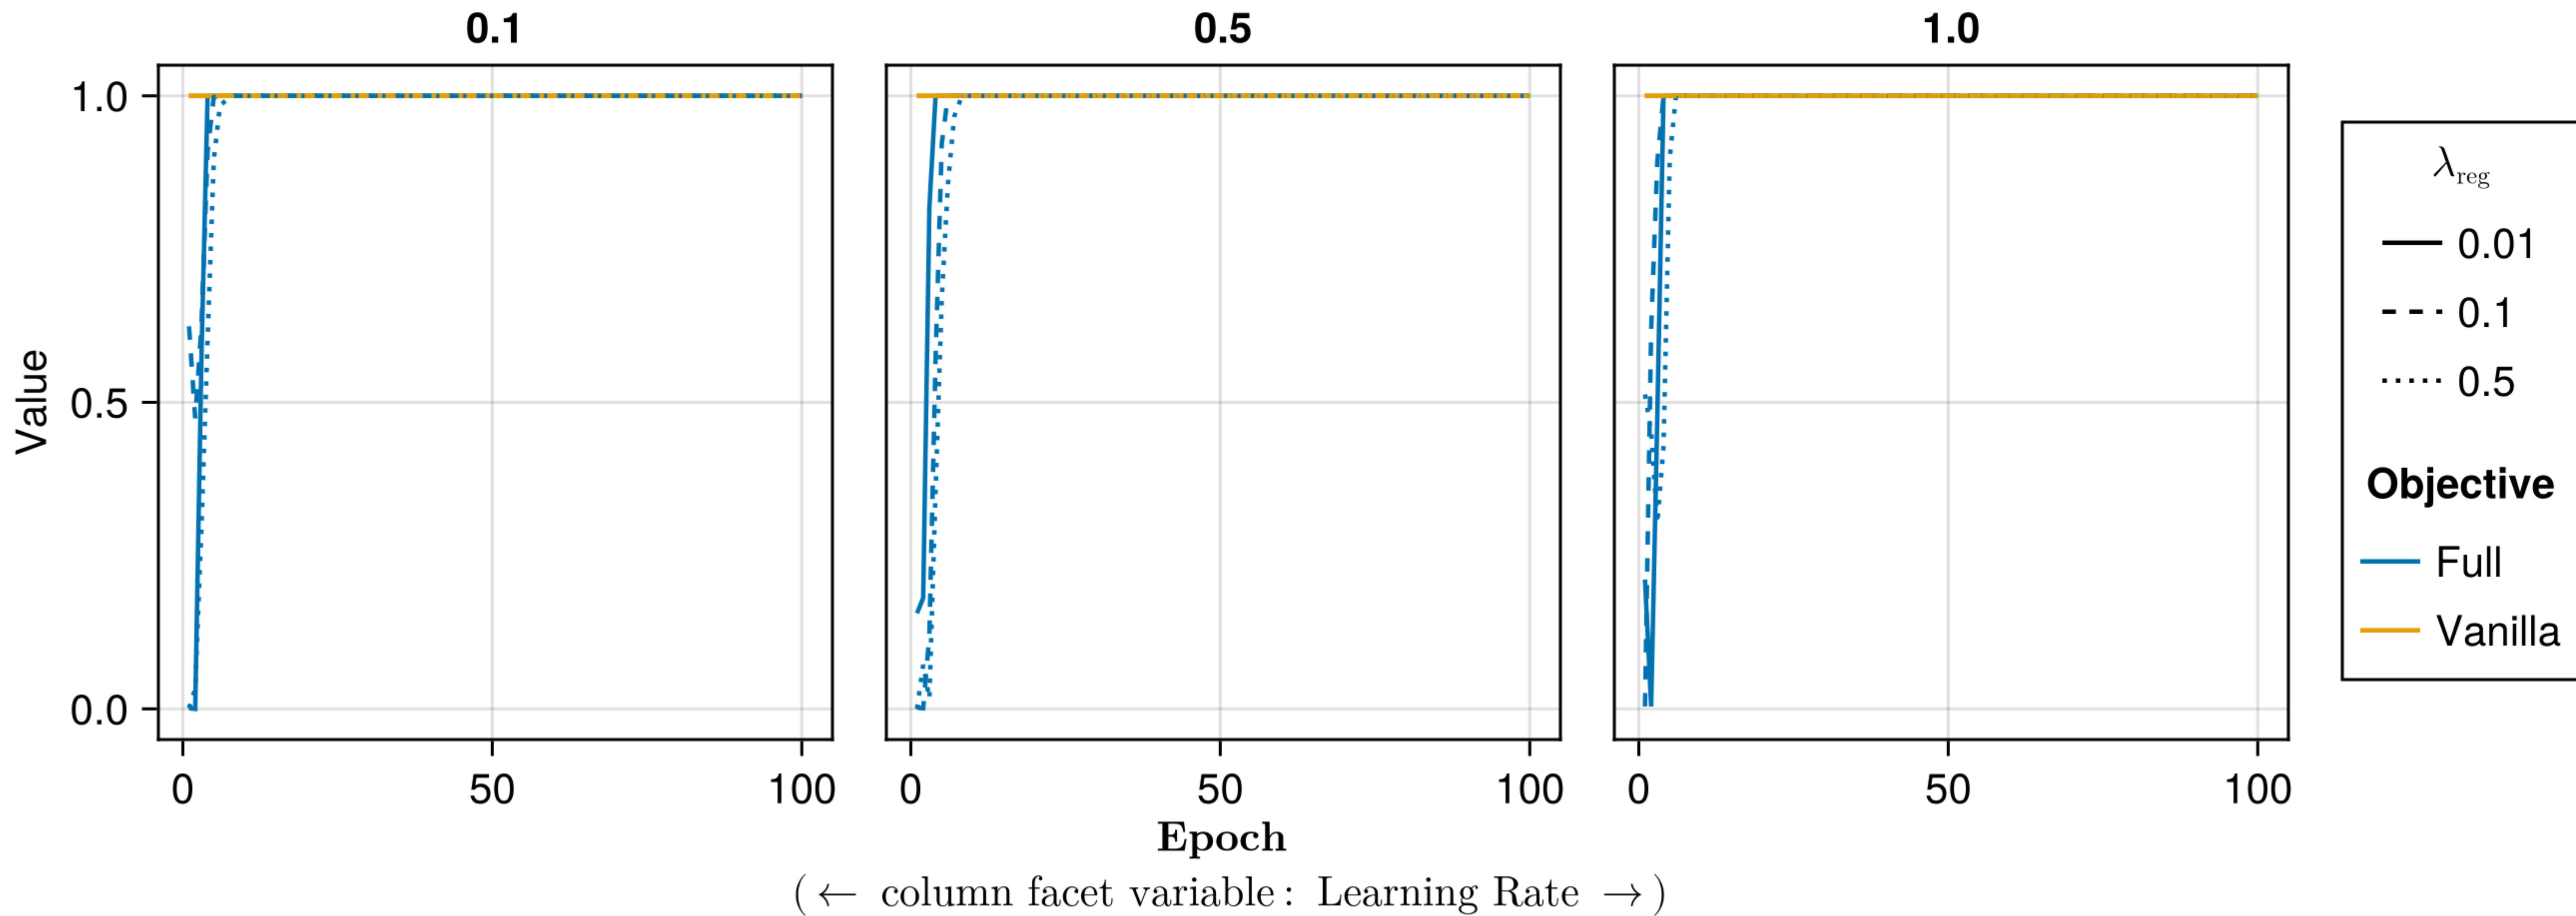 0.1 0.5 1.0
Value
1.0
0.5
0.0
0 50 100 0 50 100 0 50 100
Epoch
( ← column facet variable : Learning Rate → )
λreg
0.01
0.1
0.5
Objective
Full
Vanilla